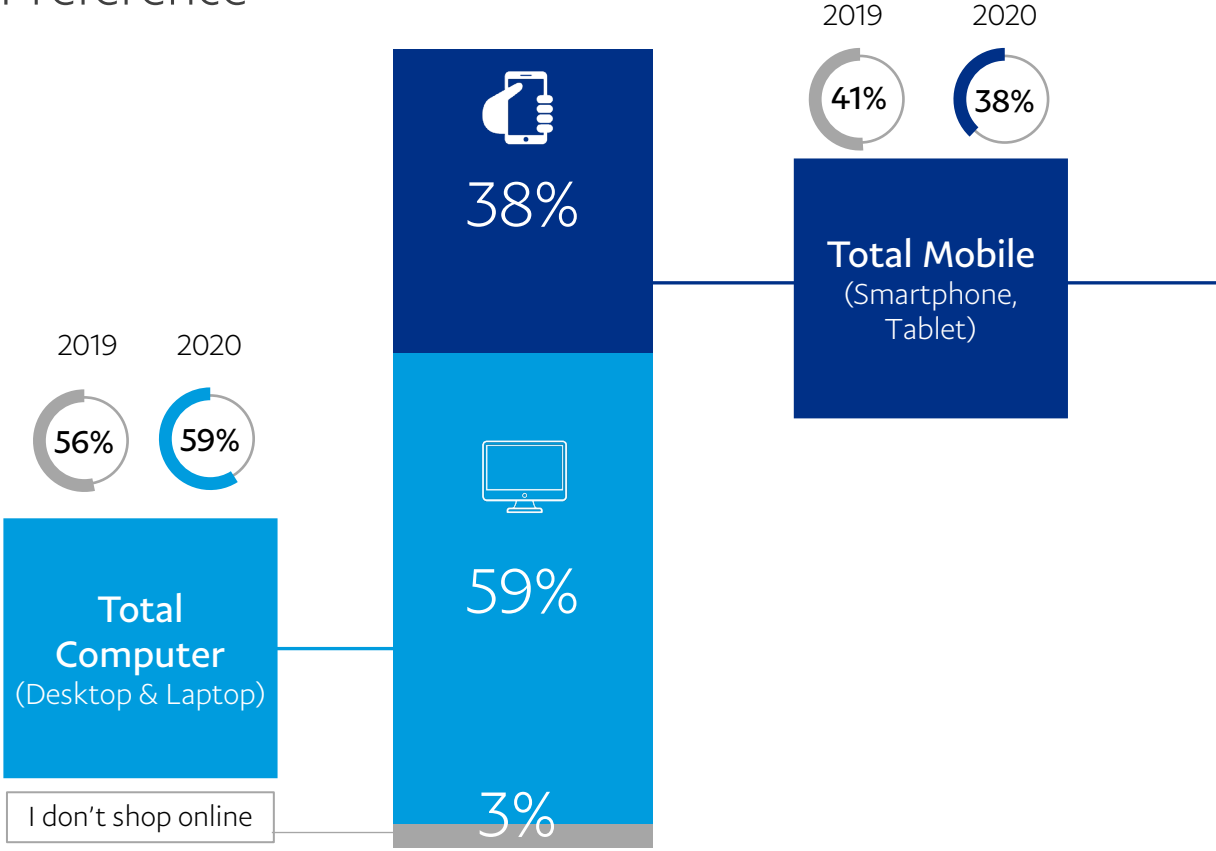 Preference
2019 2020
41% 38%
38%
Total Mobile
(Smartphone,
Tablet)
2019 2020
56% 59%
59%
Total
Computer
(Desktop & Laptop)
3%
I don't shop online